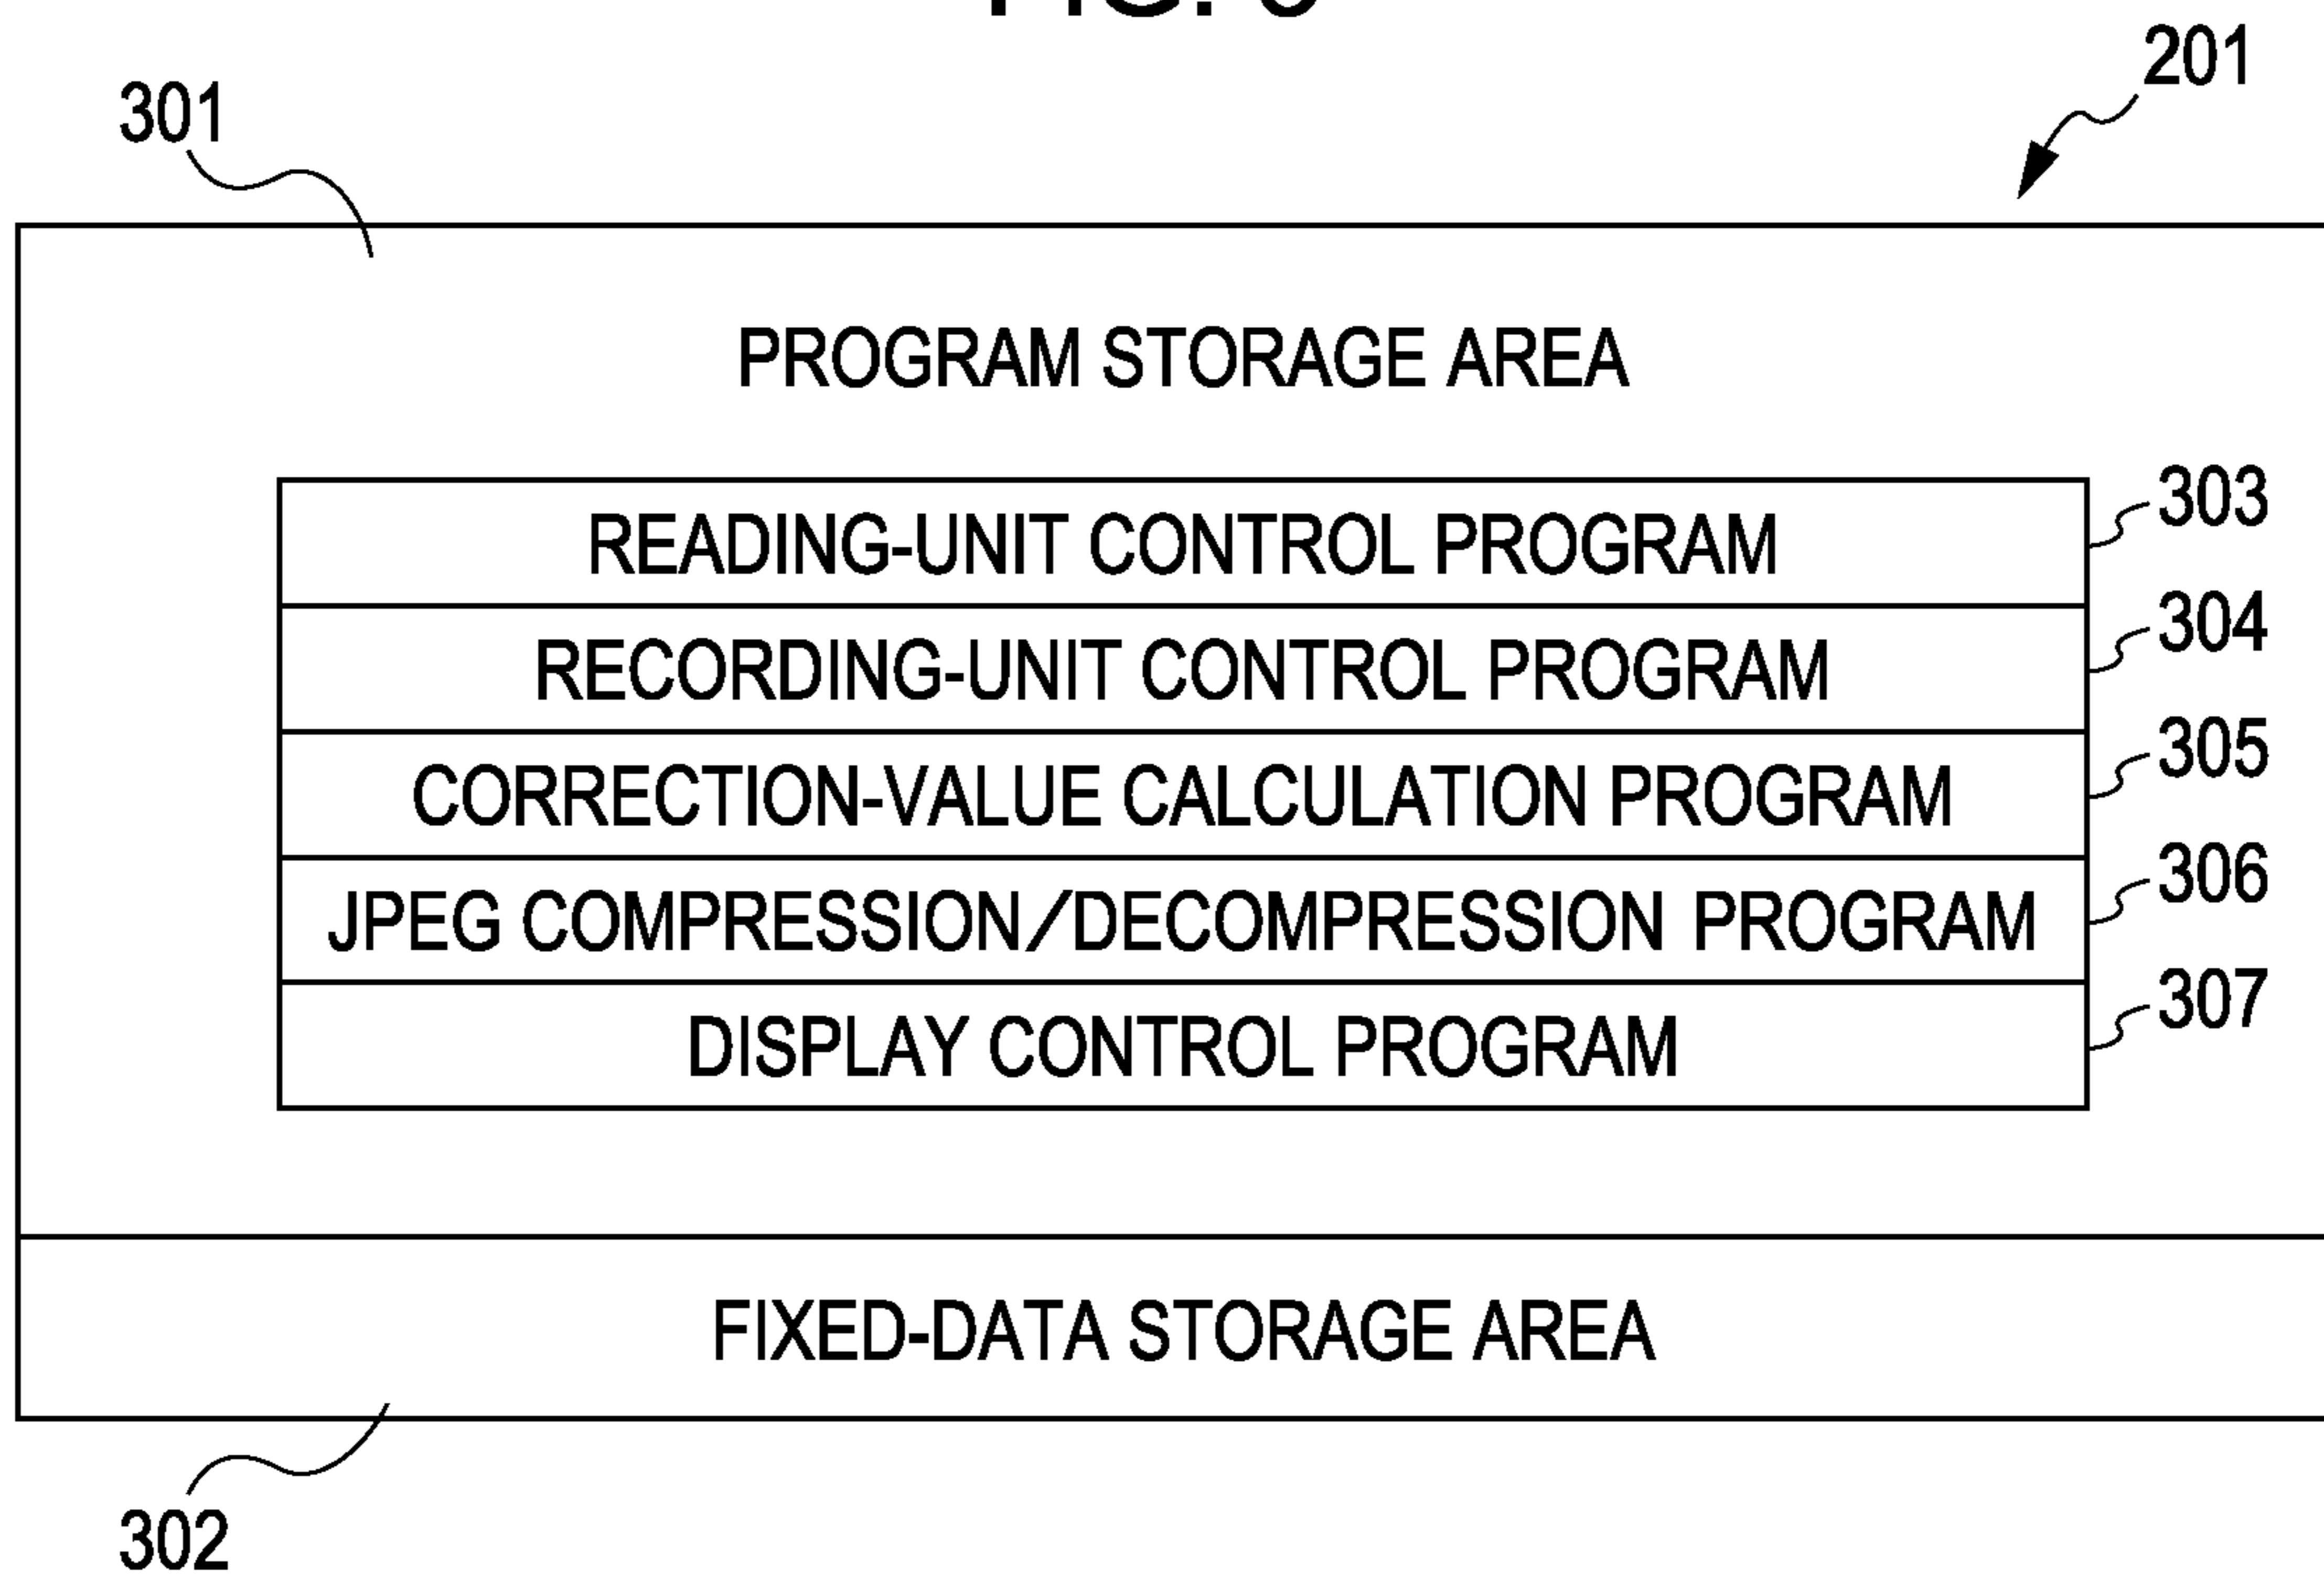 201
301
PROGRAM STORAGE AREA
READING-UNIT CONTROL PROGRAM 303
RECORDING-UNIT CONTROL PROGRAM 304
CORRECTION-VALUE CALCULATION PROGRAM 305
JPEG COMPRESSION/DECOMPRESSION PROGRAM 306
DISPLAY CONTROL PROGRAM 307
FIXED-DATA STORAGE AREA
302